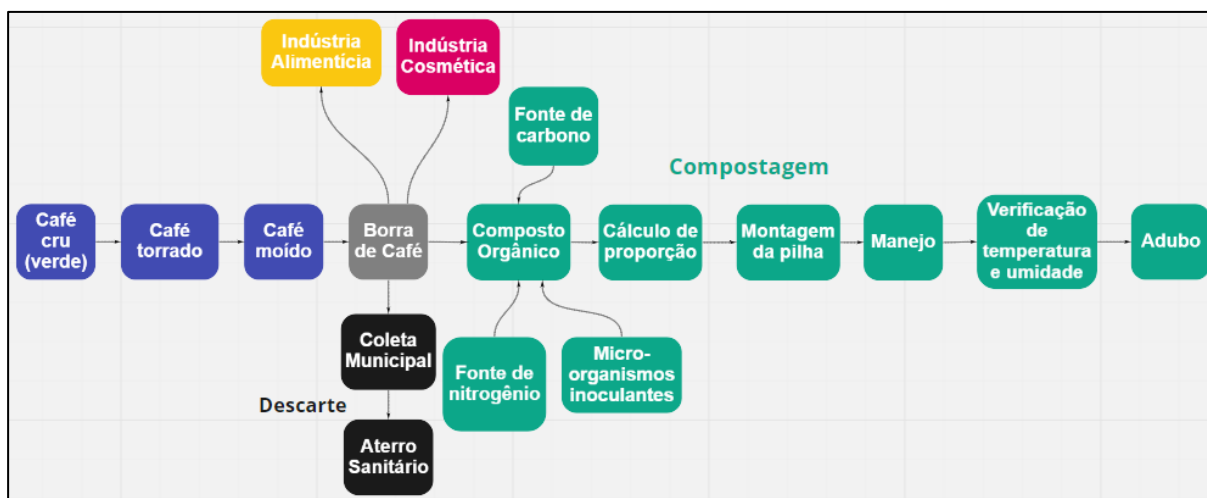 Indústria
Alimentícia
Indústria
Cosmética
Fonte de
carbono
Compostagem
Café
cru
(verde)
Café
torrado
Café
moído
Borra
de Café
Composto
Orgânico
Cálculo de
proporção
Montagem
da pilha
Manejo
Verificação
de
temperatura
e umidade
Adubo
Coleta
Municipal
Fonte de
nitrogênio
Micro-
organismos
inoculantes
Descarte
Aterro
Sanitário